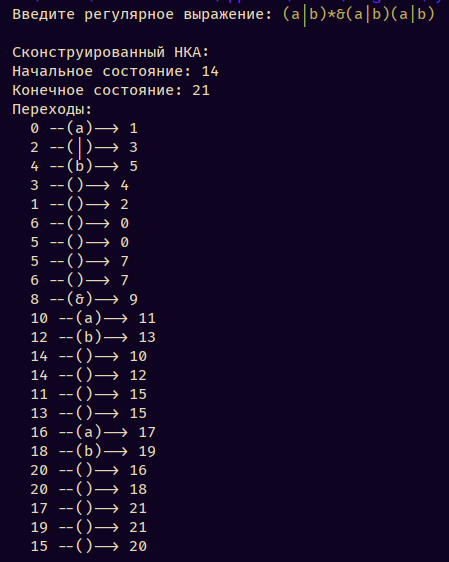 Введите регулярное выражение: (a|b)*&(a|b)(a|b)
Сконструированный НКА:
Начальное состояние: 14
Конечное состояние: 21
Переходы:
0 --(a)--> 1
2 --(|)--> 3
4 --(b)--> 5
3 --()--> 4
1 --()--> 2
6 --()--> 0
5 --()--> 0
5 --()--> 7
6 --()--> 7
8 --(&)--> 9
10 --(a)--> 11
12 --(b)--> 13
14 --()--> 10
14 --()--> 12
11 --()--> 15
13 --()--> 15
16 --(a)--> 17
18 --(b)--> 19
20 --()--> 16
20 --()--> 18
17 --()--> 21
19 --()--> 21
15 --()--> 20